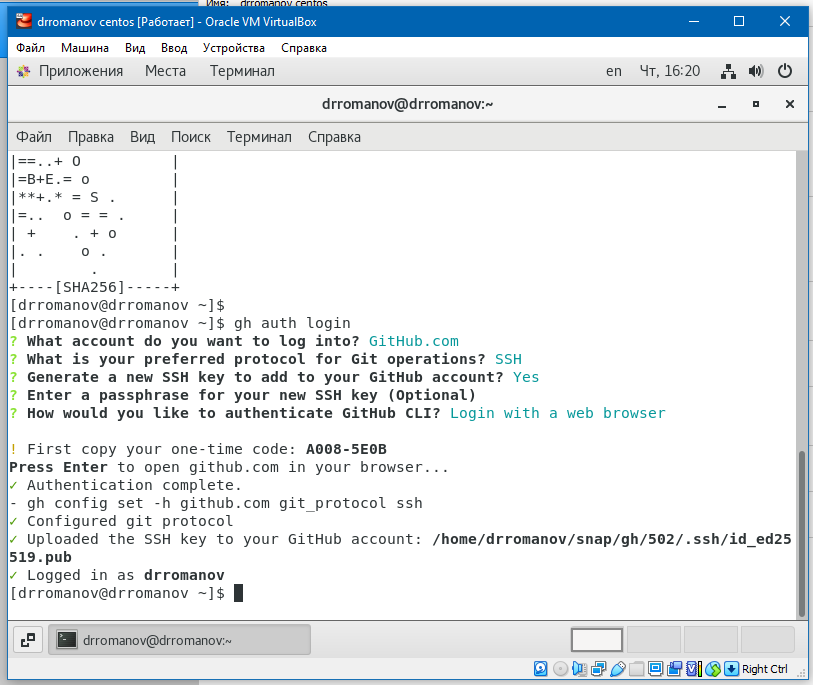 Имя: drromanov centos
drromanov centos [Работает] - Oracle VM VirtualBox
Файл Машина Вид Ввод Устройства Справка
Приложения Места Терминал en Чт, 16:20
drromanov@drromanov:~
Файл Правка Вид Поиск Терминал Справка
|==..+ O          |
|=B+E.= o         |
|**+.* = S .      |
|=..  o = = .     |
| +    . + o      |
|. .    o .       |
|        .        |
+----[SHA256]-----+
[drromanov@drromanov ~]$
[drromanov@drromanov ~]$ gh auth login
? What account do you want to log into? GitHub.com
? What is your preferred protocol for Git operations? SSH
? Generate a new SSH key to add to your GitHub account? Yes
? Enter a passphrase for your new SSH key (Optional)
? How would you like to authenticate GitHub CLI? Login with a web browser
! First copy your one-time code: A008-5E0B
Press Enter to open github.com in your browser...
✓ Authentication complete.
- gh config set -h github.com git_protocol ssh
✓ Configured git protocol
✓ Uploaded the SSH key to your GitHub account: /home/drromanov/snap/gh/502/.ssh/id_ed25
519.pub
✓ Logged in as drromanov
[drromanov@drromanov ~]$
drromanov@drromanov:~
Right Ctrl